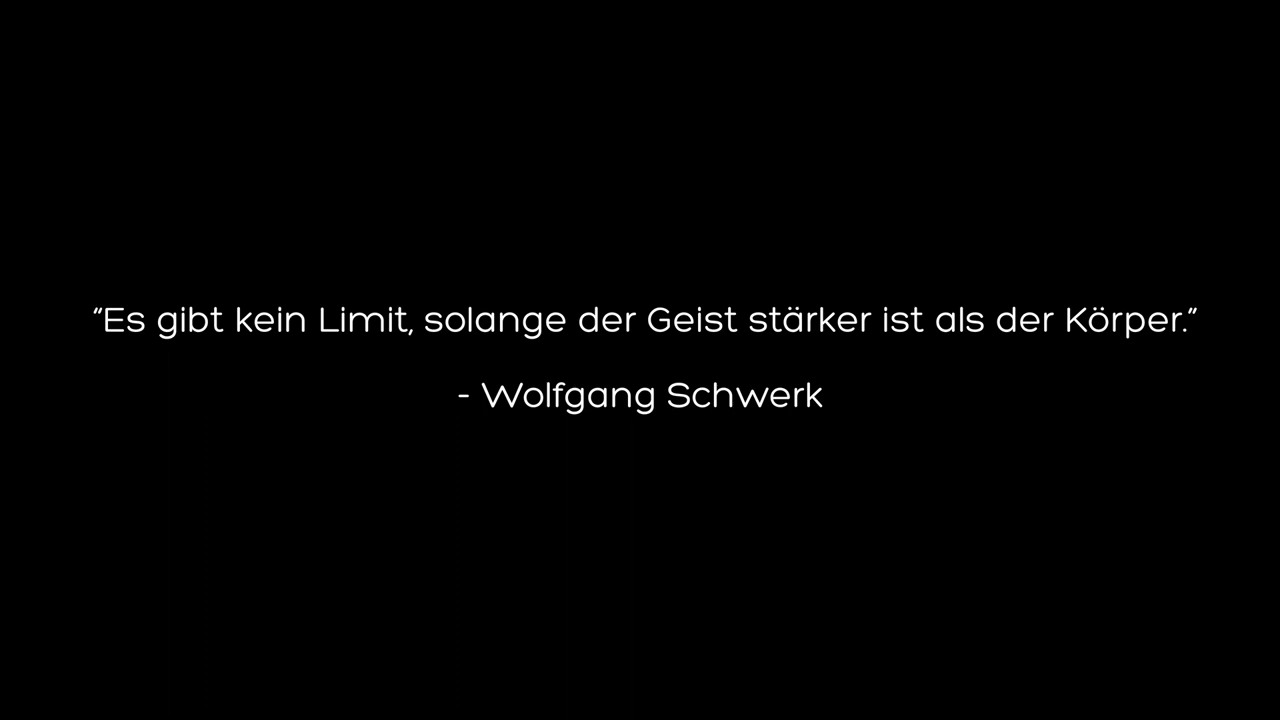 “Es gibt kein Limit, solange der Geist stärker ist als der Körper.”
- Wolfgang Schwerk